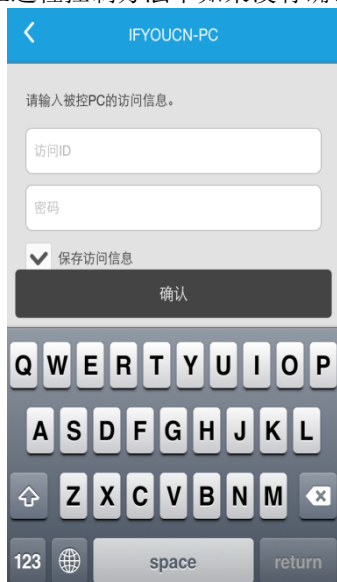 IFYOUCN-PC
请输入被控PC的访问信息。
访问ID
密码
保存访问信息
确认
Q W E R T Y U I O P
A S D F G H J K L
Z X C V B N M
123 space return